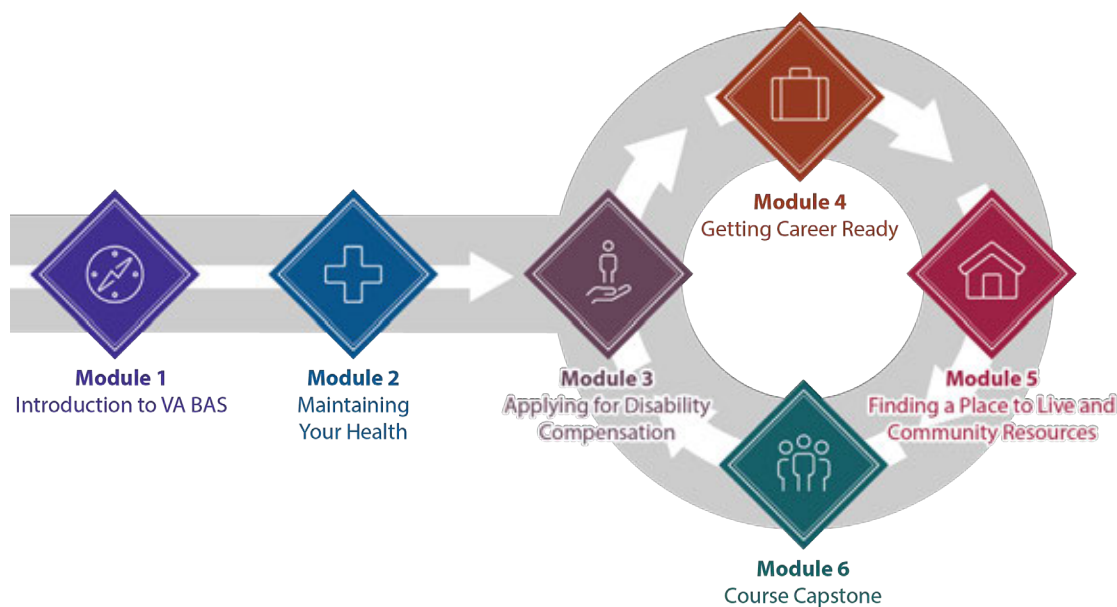 Module 1
Introduction to VA BAS
Module 2
Maintaining
Your Health
Module 3
Applying for Disability
Compensation
Module 4
Getting Career Ready
Module 5
Finding a Place to Live and
Community Resources
Module 6
Course Capstone